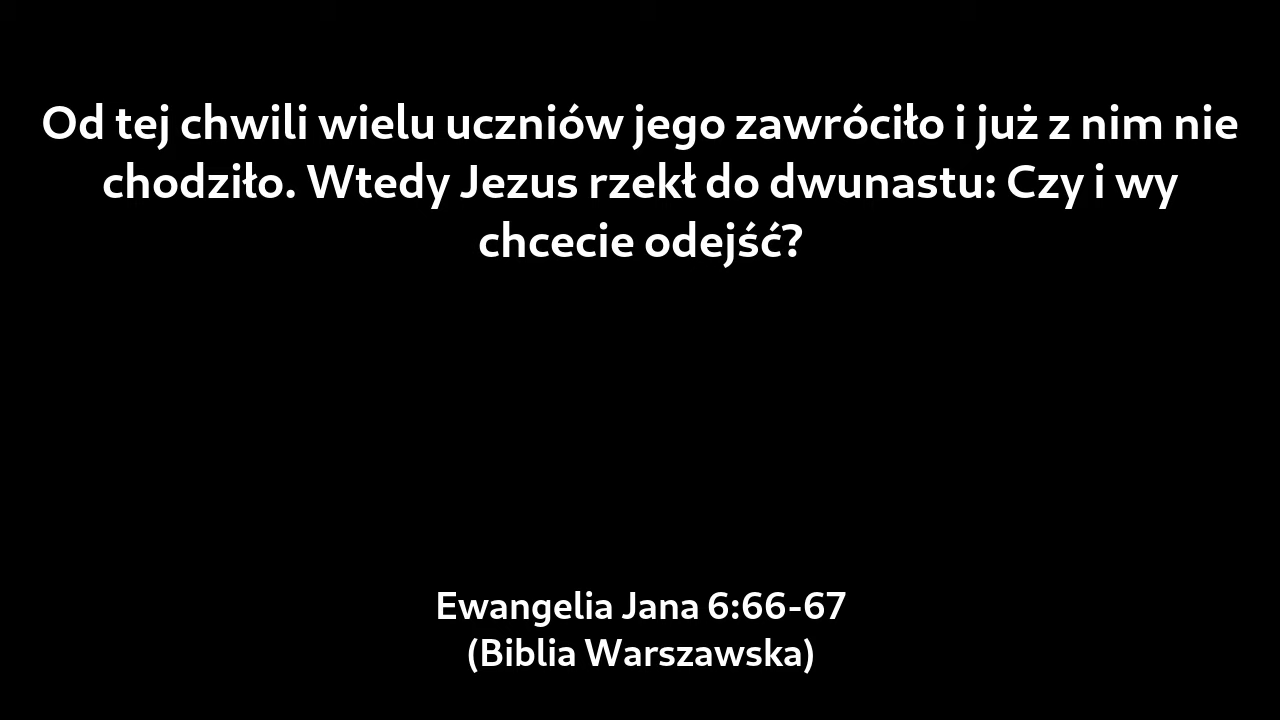 Od tej chwili wielu uczniów jego zawróciło i już z nim nie
chodziło. Wtedy Jezus rzekł do dwunastu: Czy i wy
chcecie odejść?
Ewangelia Jana 6:66-67
(Biblia Warszawska)